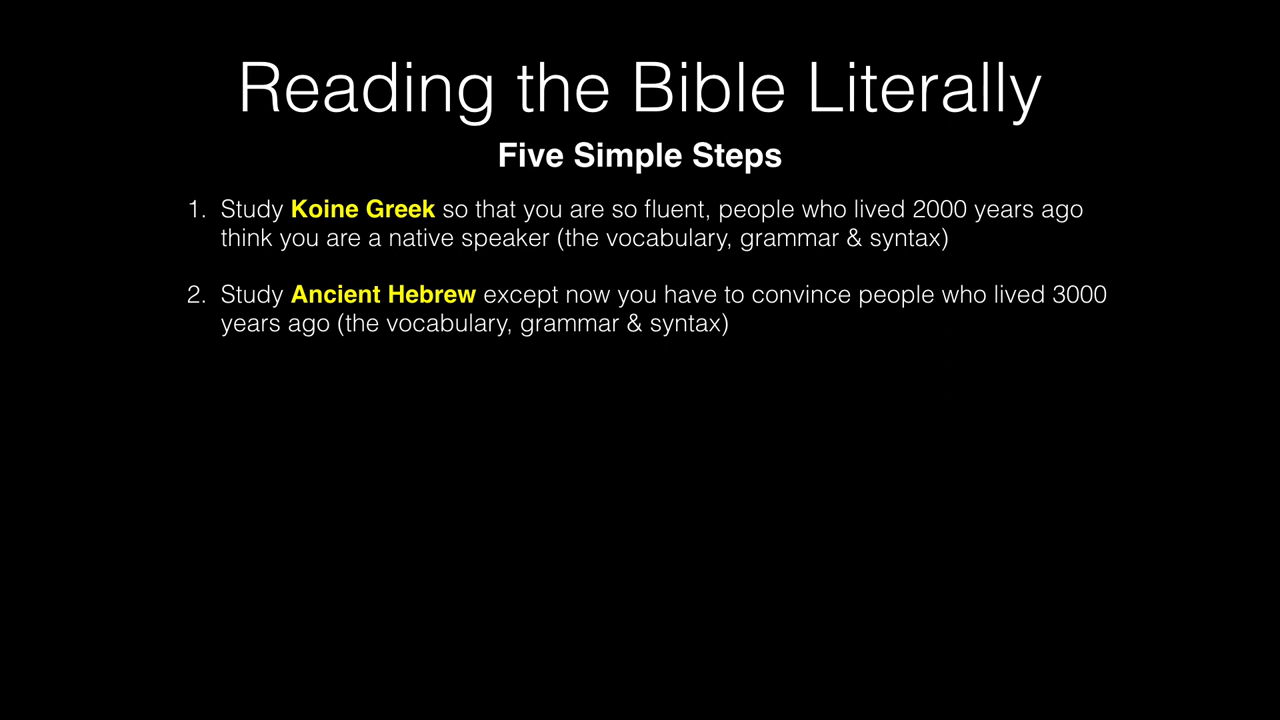 Reading the Bible Literally
Five Simple Steps
1. Study Koine Greek so that you are so fluent, people who lived 2000 years ago
think you are a native speaker (the vocabulary, grammar & syntax)
2. Study Ancient Hebrew except now you have to convince people who lived 3000
years ago (the vocabulary, grammar & syntax)